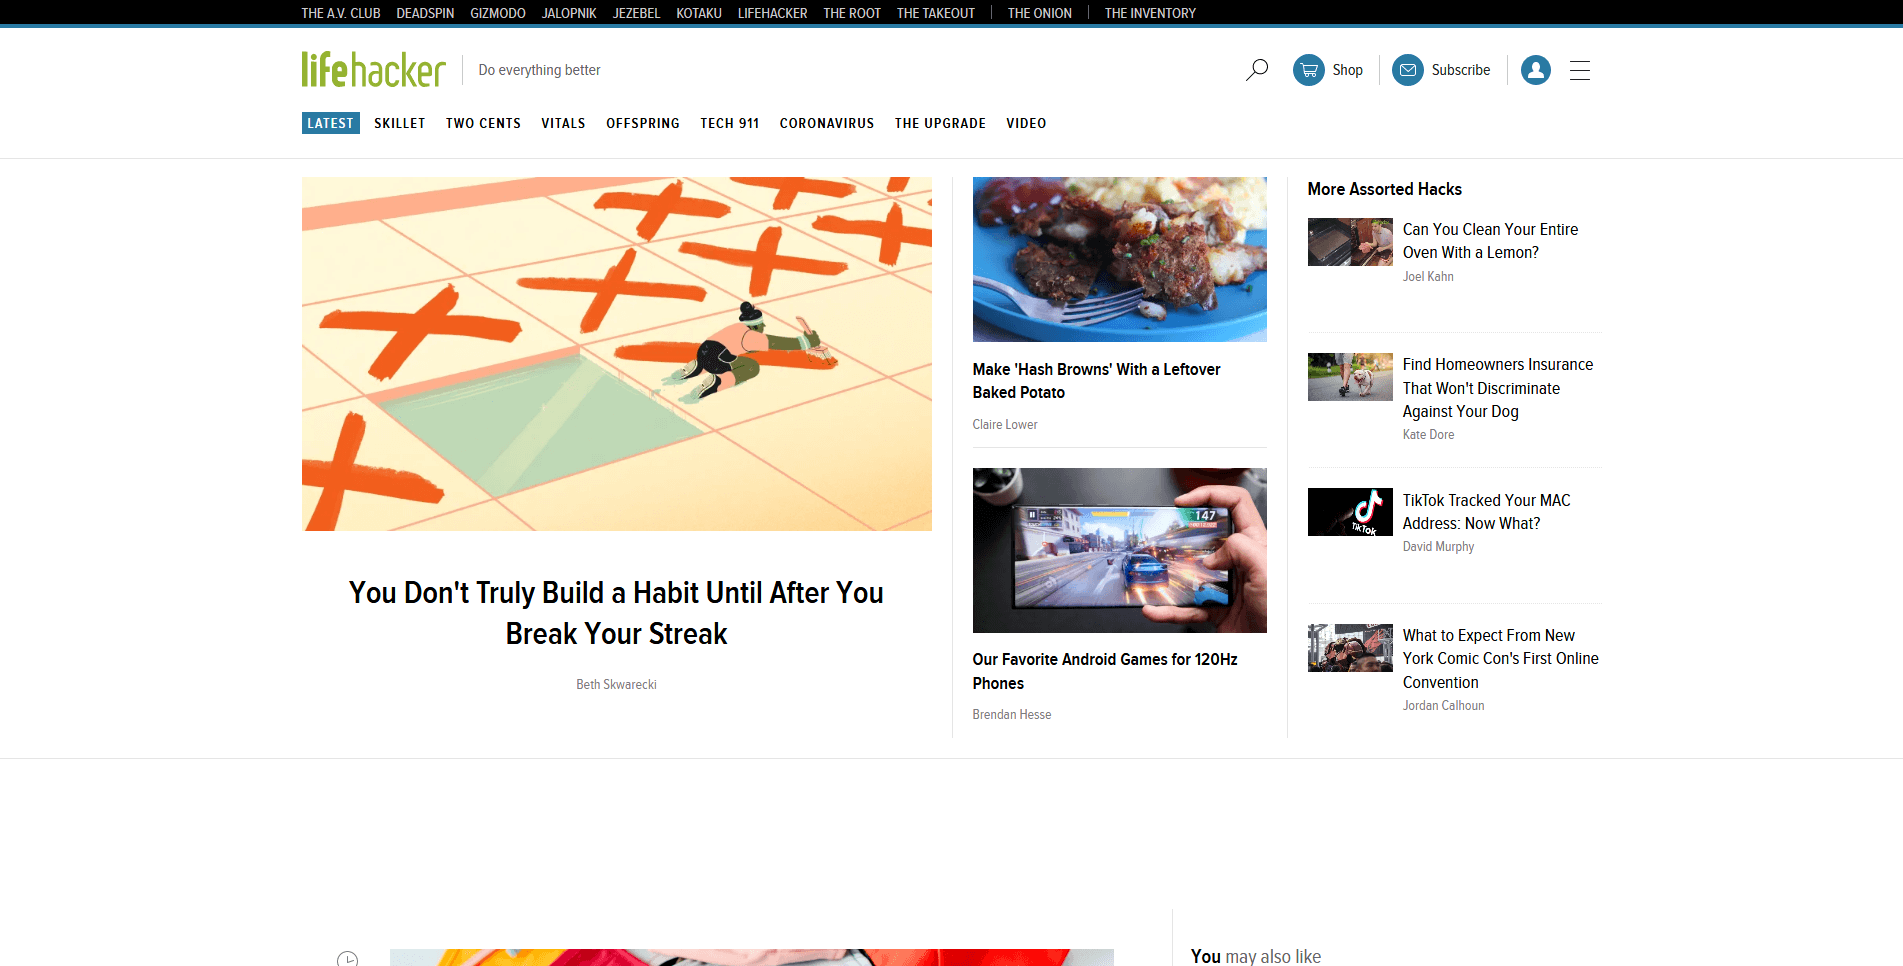 THE A.V. CLUB DEADSPIN GIZMODO JALOPNIK JEZEBEL KOTAKU LIFEHACKER THE ROOT THE TAKEOUT THE ONION THE INVENTORY
lifehacker Do everything better Shop Subscribe
LATEST SKILLET TWO CENTS VITALS OFFSPRING TECH 911 CORONAVIRUS THE UPGRADE VIDEO
You Don't Truly Build a Habit Until After You
Break Your Streak
Beth Skwarecki
Make 'Hash Browns' With a Leftover
Baked Potato
Claire Lower
147
Our Favorite Android Games for 120Hz
Phones
Brendan Hesse
More Assorted Hacks
Can You Clean Your Entire
Oven With a Lemon?
Joel Kahn
Find Homeowners Insurance
That Won't Discriminate
Against Your Dog
Kate Dore
TikTok
TikTok Tracked Your MAC
Address: Now What?
David Murphy
What to Expect From New
York Comic Con's First Online
Convention
Jordan Calhoun
You may also like